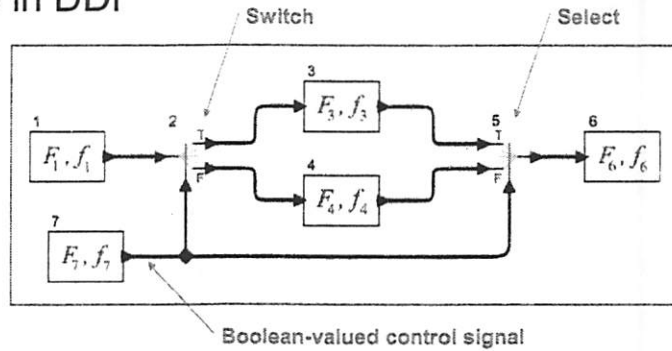 in DDF
Switch
Select
1
F₁, f₁
2
T
F
3
F₃, f₃
4
F₄, f₄
5
T
F
6
F₆, f₆
7
F₇, f₇
Boolean-valued control signal